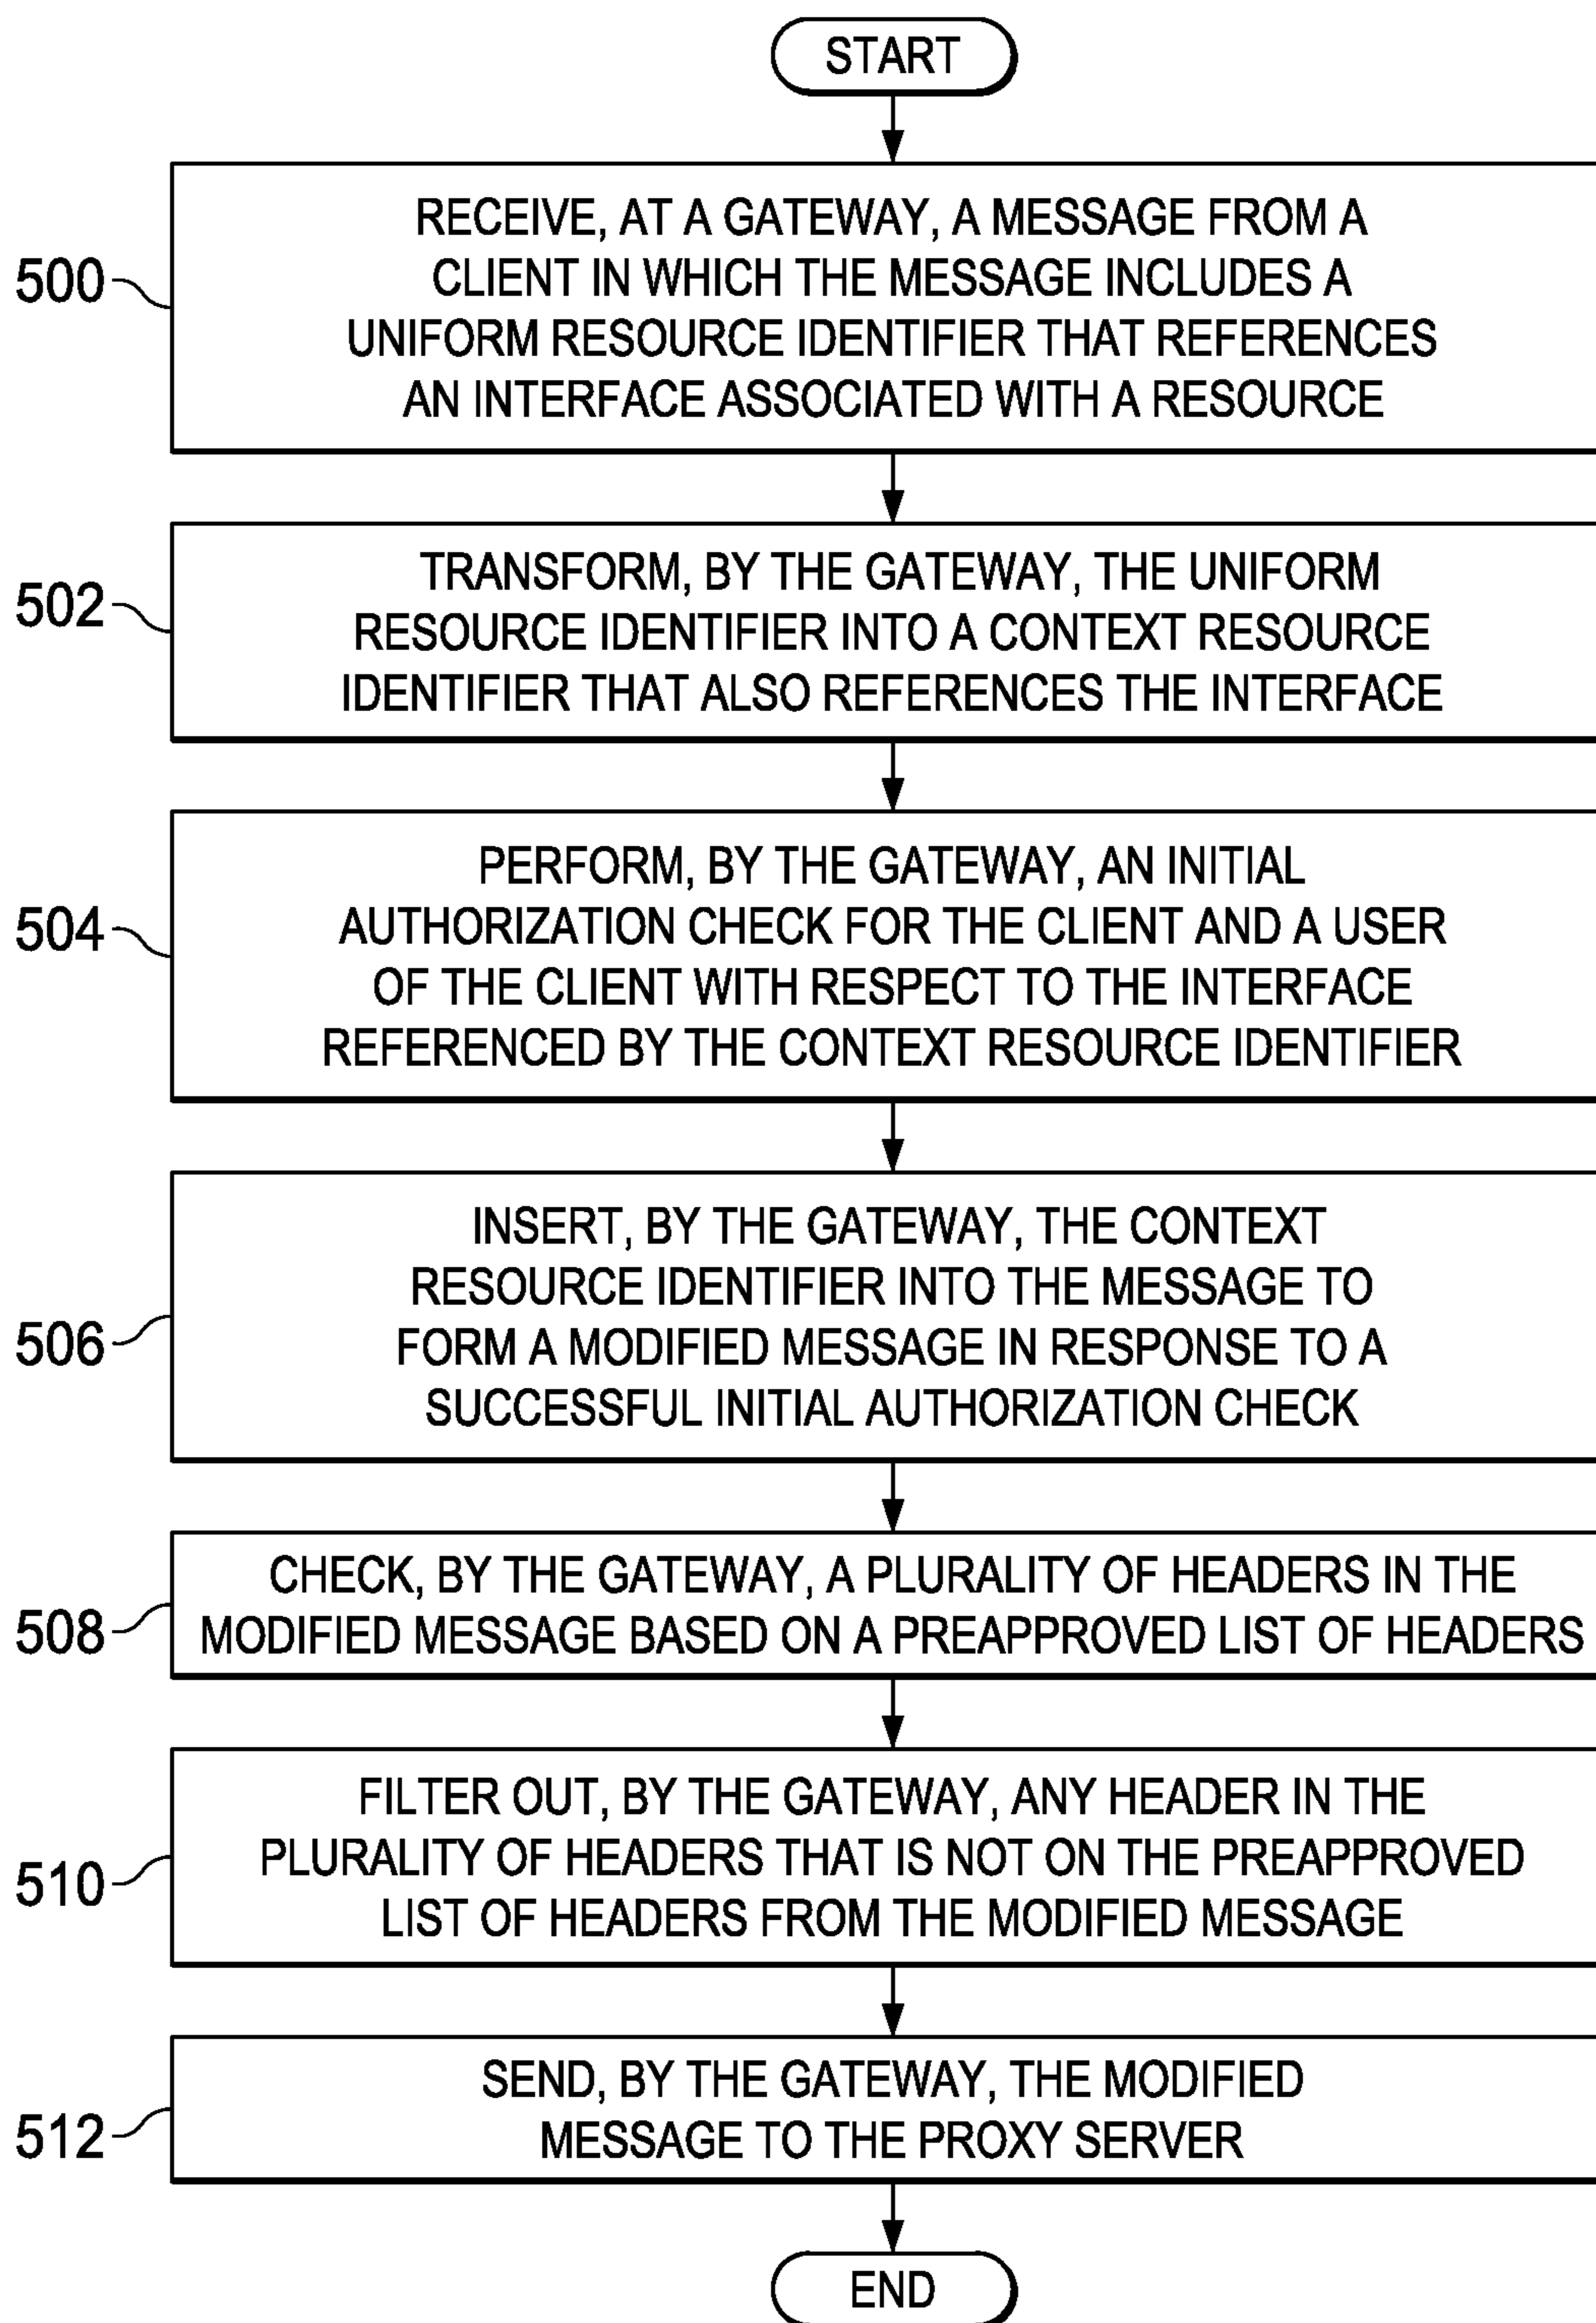 START
500
RECEIVE, AT A GATEWAY, A MESSAGE FROM A
CLIENT IN WHICH THE MESSAGE INCLUDES A
UNIFORM RESOURCE IDENTIFIER THAT REFERENCES
AN INTERFACE ASSOCIATED WITH A RESOURCE
502
TRANSFORM, BY THE GATEWAY, THE UNIFORM
RESOURCE IDENTIFIER INTO A CONTEXT RESOURCE
IDENTIFIER THAT ALSO REFERENCES THE INTERFACE
504
PERFORM, BY THE GATEWAY, AN INITIAL
AUTHORIZATION CHECK FOR THE CLIENT AND A USER
OF THE CLIENT WITH RESPECT TO THE INTERFACE
REFERENCED BY THE CONTEXT RESOURCE IDENTIFIER
506
INSERT, BY THE GATEWAY, THE CONTEXT
RESOURCE IDENTIFIER INTO THE MESSAGE TO
FORM A MODIFIED MESSAGE IN RESPONSE TO A
SUCCESSFUL INITIAL AUTHORIZATION CHECK
508
CHECK, BY THE GATEWAY, A PLURALITY OF HEADERS IN THE
MODIFIED MESSAGE BASED ON A PREAPPROVED LIST OF HEADERS
510
FILTER OUT, BY THE GATEWAY, ANY HEADER IN THE
PLURALITY OF HEADERS THAT IS NOT ON THE PREAPPROVED
LIST OF HEADERS FROM THE MODIFIED MESSAGE
512
SEND, BY THE GATEWAY, THE MODIFIED
MESSAGE TO THE PROXY SERVER
END